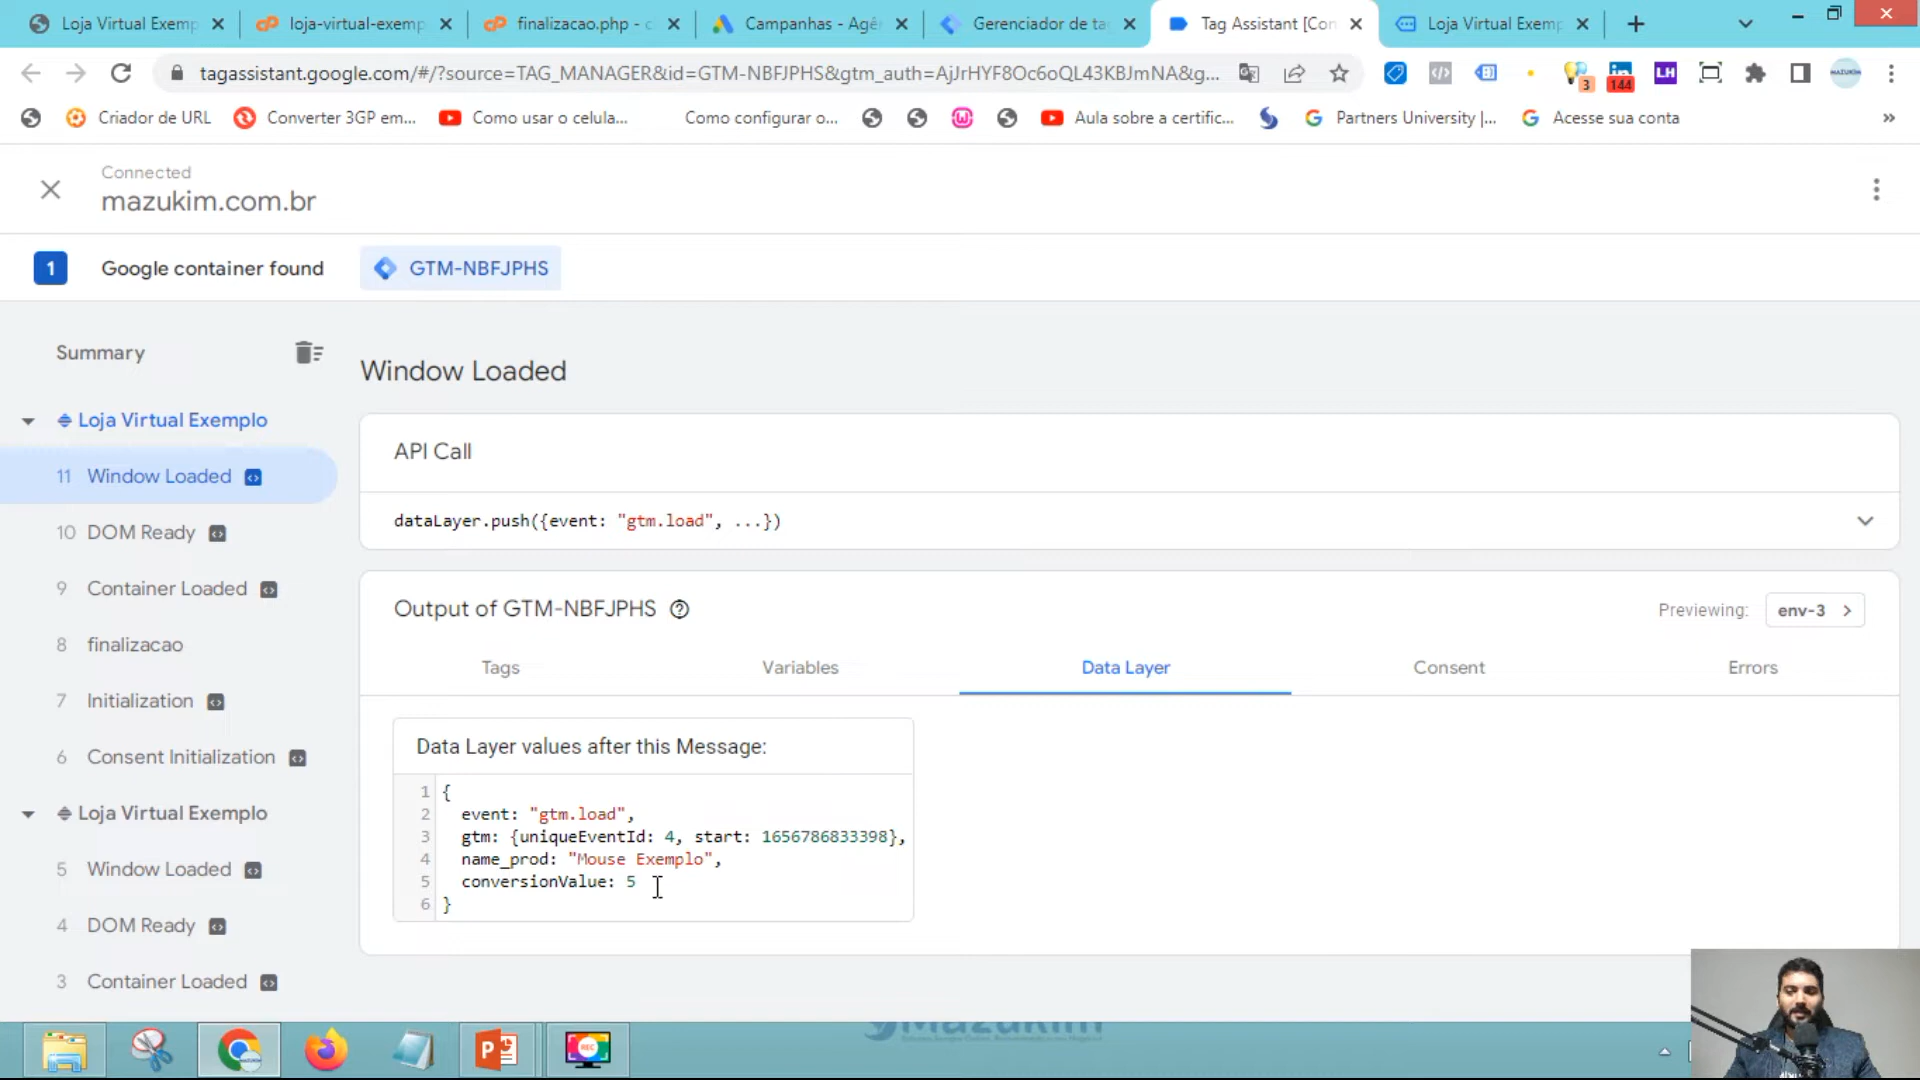 Loja Virtual Exemp
loja-virtual-exemp
finalizacao.php - c
Campanhas - Agê
Gerenciador de ta
Tag Assistant [Con
Loja Virtual Exemp
tagassistant.google.com/#/?source=TAG_MANAGER&id=GTM-NBFJPHS&gtm_auth=AjJrHYF8Oc6oQL43KBJmNA&g...
3
144
LH
MAZUKIM
Criador de URL
Converter 3GP em...
Como usar o celula...
Como configurar o...
Aula sobre a certific...
Partners University |...
Acesse sua conta
»
Connected
mazukim.com.br
1
Google container found
GTM-NBFJPHS
Summary
Loja Virtual Exemplo
11 Window Loaded
10 DOM Ready
9 Container Loaded
8 finalizacao
7 Initialization
6 Consent Initialization
Loja Virtual Exemplo
5 Window Loaded
4 DOM Ready
3 Container Loaded
Window Loaded
API Call
dataLayer.push({event: "gtm.load", ...})
Output of GTM-NBFJPHS
Previewing: env-3
Tags
Variables
Data Layer
Consent
Errors
Data Layer values after this Message:
1 {
2 event: "gtm.load",
3 gtm: {uniqueEventId: 4, start: 1656786833398},
4 name_prod: "Mouse Exemplo",
5 conversionValue: 5
6 }
Mazukim
REC